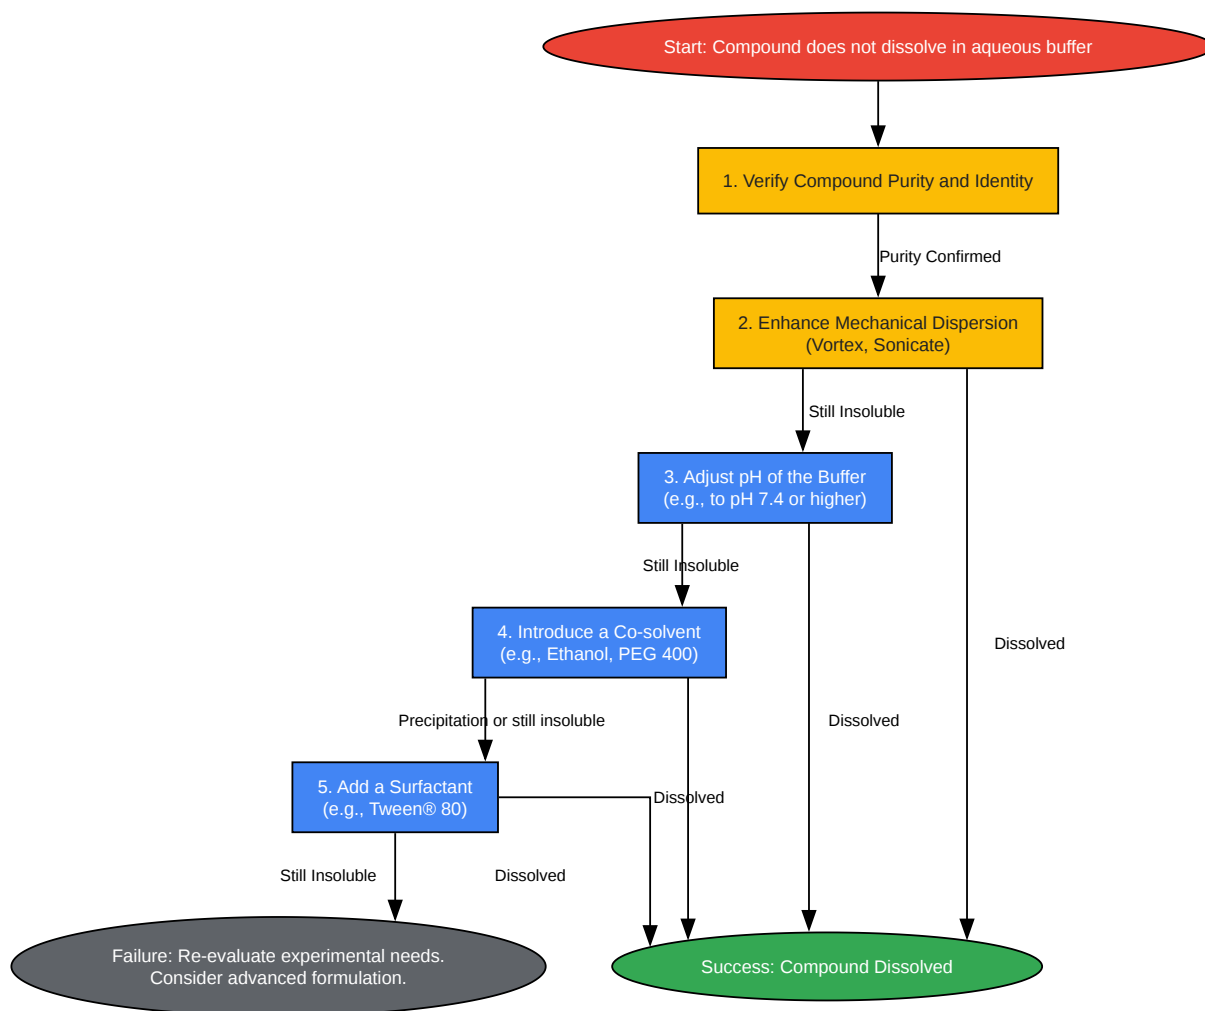 Start: Compound does not dissolve in aqueous buffer
1. Verify Compound Purity and Identity
Purity Confirmed
2. Enhance Mechanical Dispersion
(Vortex, Sonicate)
Still Insoluble
3. Adjust pH of the Buffer
(e.g., to pH 7.4 or higher)
Still Insoluble
4. Introduce a Co-solvent
(e.g., Ethanol, PEG 400)
Dissolved
Precipitation or still insoluble
Dissolved
5. Add a Surfactant
(e.g., Tween® 80)
Dissolved
Still Insoluble
Dissolved
Failure: Re-evaluate experimental needs.
Consider advanced formulation.
Success: Compound Dissolved